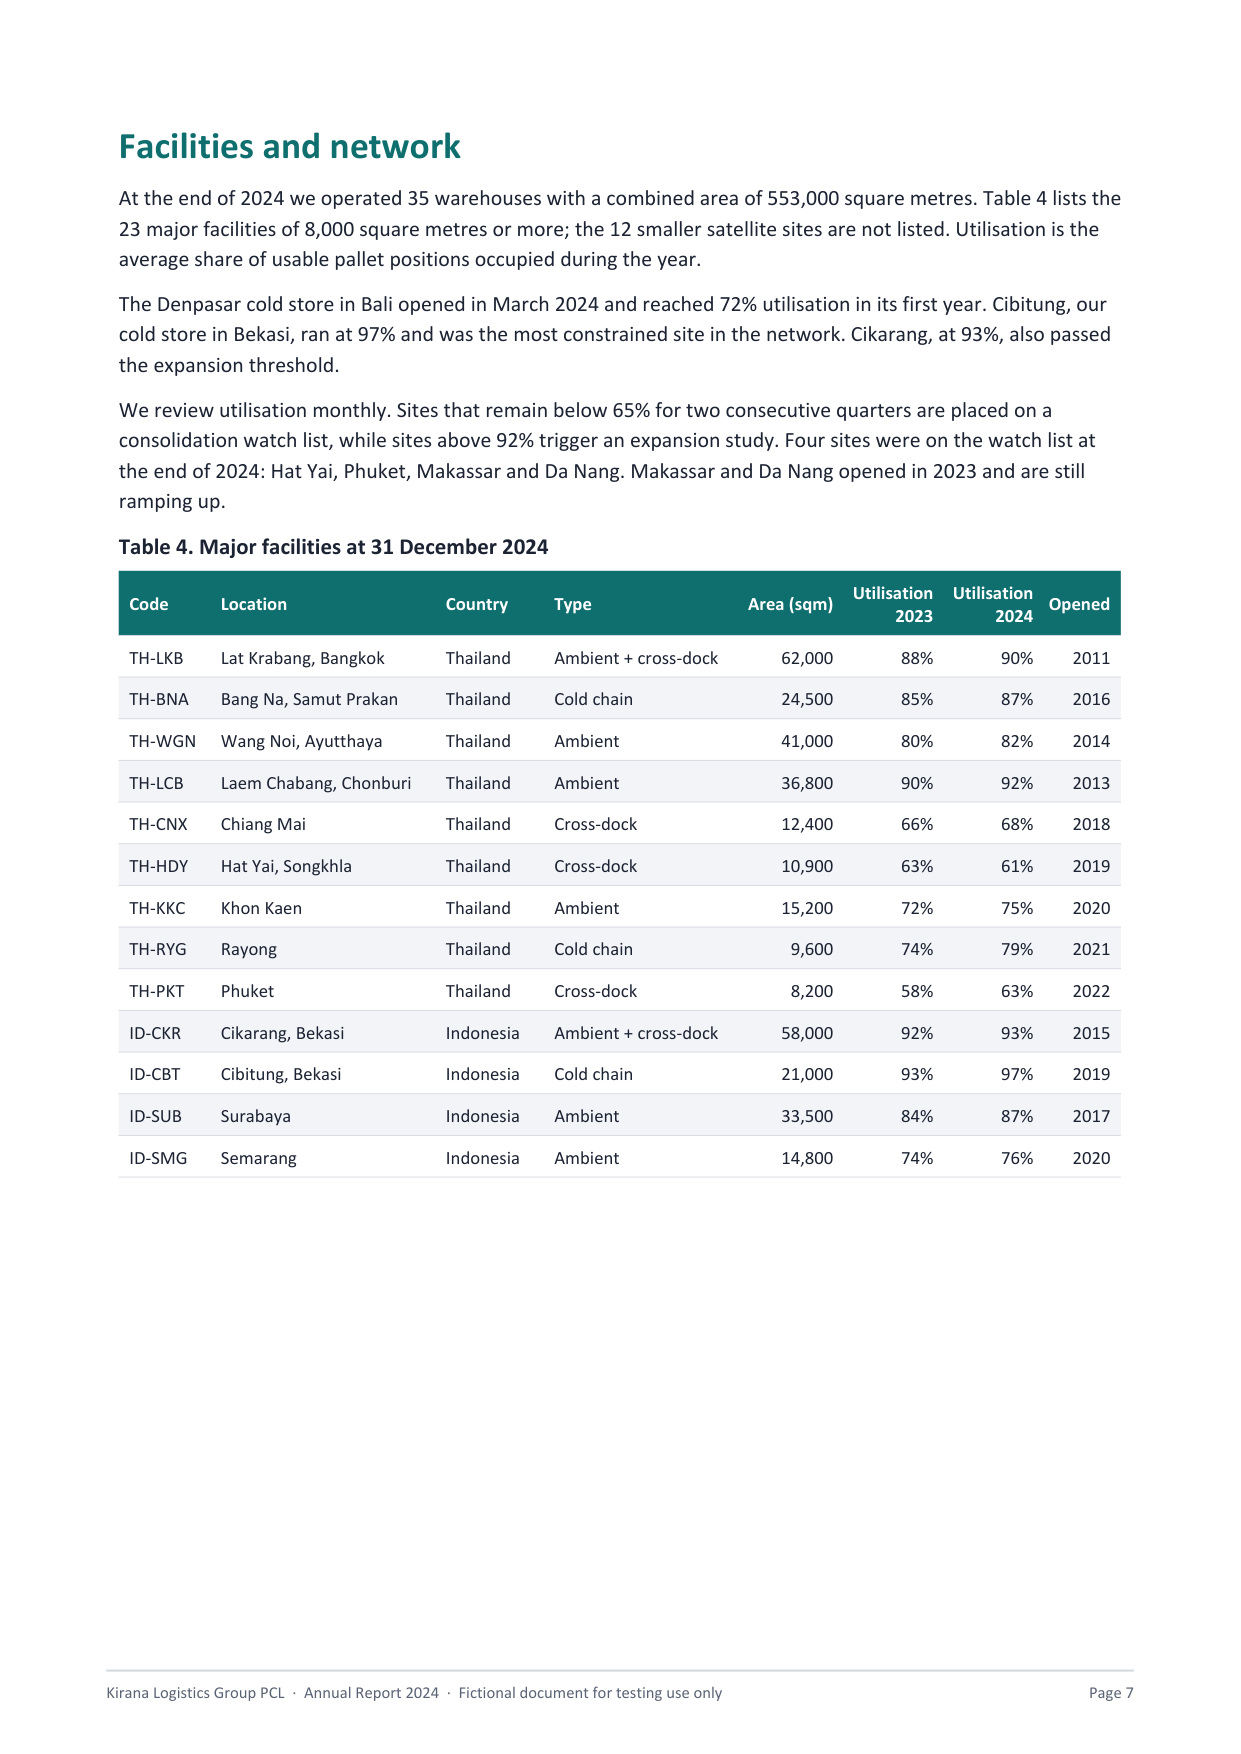 Facilities and network
At the end of 2024 we operated 35 warehouses with a combined area of 553,000 square metres. Table 4 lists the
23 major facilities of 8,000 square metres or more; the 12 smaller satellite sites are not listed. Utilisation is the
average share of usable pallet positions occupied during the year.
The Denpasar cold store in Bali opened in March 2024 and reached 72% utilisation in its first year. Cibitung, our
cold store in Bekasi, ran at 97% and was the most constrained site in the network. Cikarang, at 93%, also passed
the expansion threshold.
We review utilisation monthly. Sites that remain below 65% for two consecutive quarters are placed on a
consolidation watch list, while sites above 92% trigger an expansion study. Four sites were on the watch list at
the end of 2024: Hat Yai, Phuket, Makassar and Da Nang. Makassar and Da Nang opened in 2023 and are still
ramping up.
Table 4. Major facilities at 31 December 2024
Code Location Country Type Area (sqm) Utilisation 2023 Utilisation 2024 Opened
TH-LKB Lat Krabang, Bangkok Thailand Ambient + cross-dock 62,000 88% 90% 2011
TH-BNA Bang Na, Samut Prakan Thailand Cold chain 24,500 85% 87% 2016
TH-WGN Wang Noi, Ayutthaya Thailand Ambient 41,000 80% 82% 2014
TH-LCB Laem Chabang, Chonburi Thailand Ambient 36,800 90% 92% 2013
TH-CNX Chiang Mai Thailand Cross-dock 12,400 66% 68% 2018
TH-HDY Hat Yai, Songkhla Thailand Cross-dock 10,900 63% 61% 2019
TH-KKC Khon Kaen Thailand Ambient 15,200 72% 75% 2020
TH-RYG Rayong Thailand Cold chain 9,600 74% 79% 2021
TH-PKT Phuket Thailand Cross-dock 8,200 58% 63% 2022
ID-CKR Cikarang, Bekasi Indonesia Ambient + cross-dock 58,000 92% 93% 2015
ID-CBT Cibitung, Bekasi Indonesia Cold chain 21,000 93% 97% 2019
ID-SUB Surabaya Indonesia Ambient 33,500 84% 87% 2017
ID-SMG Semarang Indonesia Ambient 14,800 74% 76% 2020
Kirana Logistics Group PCL · Annual Report 2024 · Fictional document for testing use only Page 7